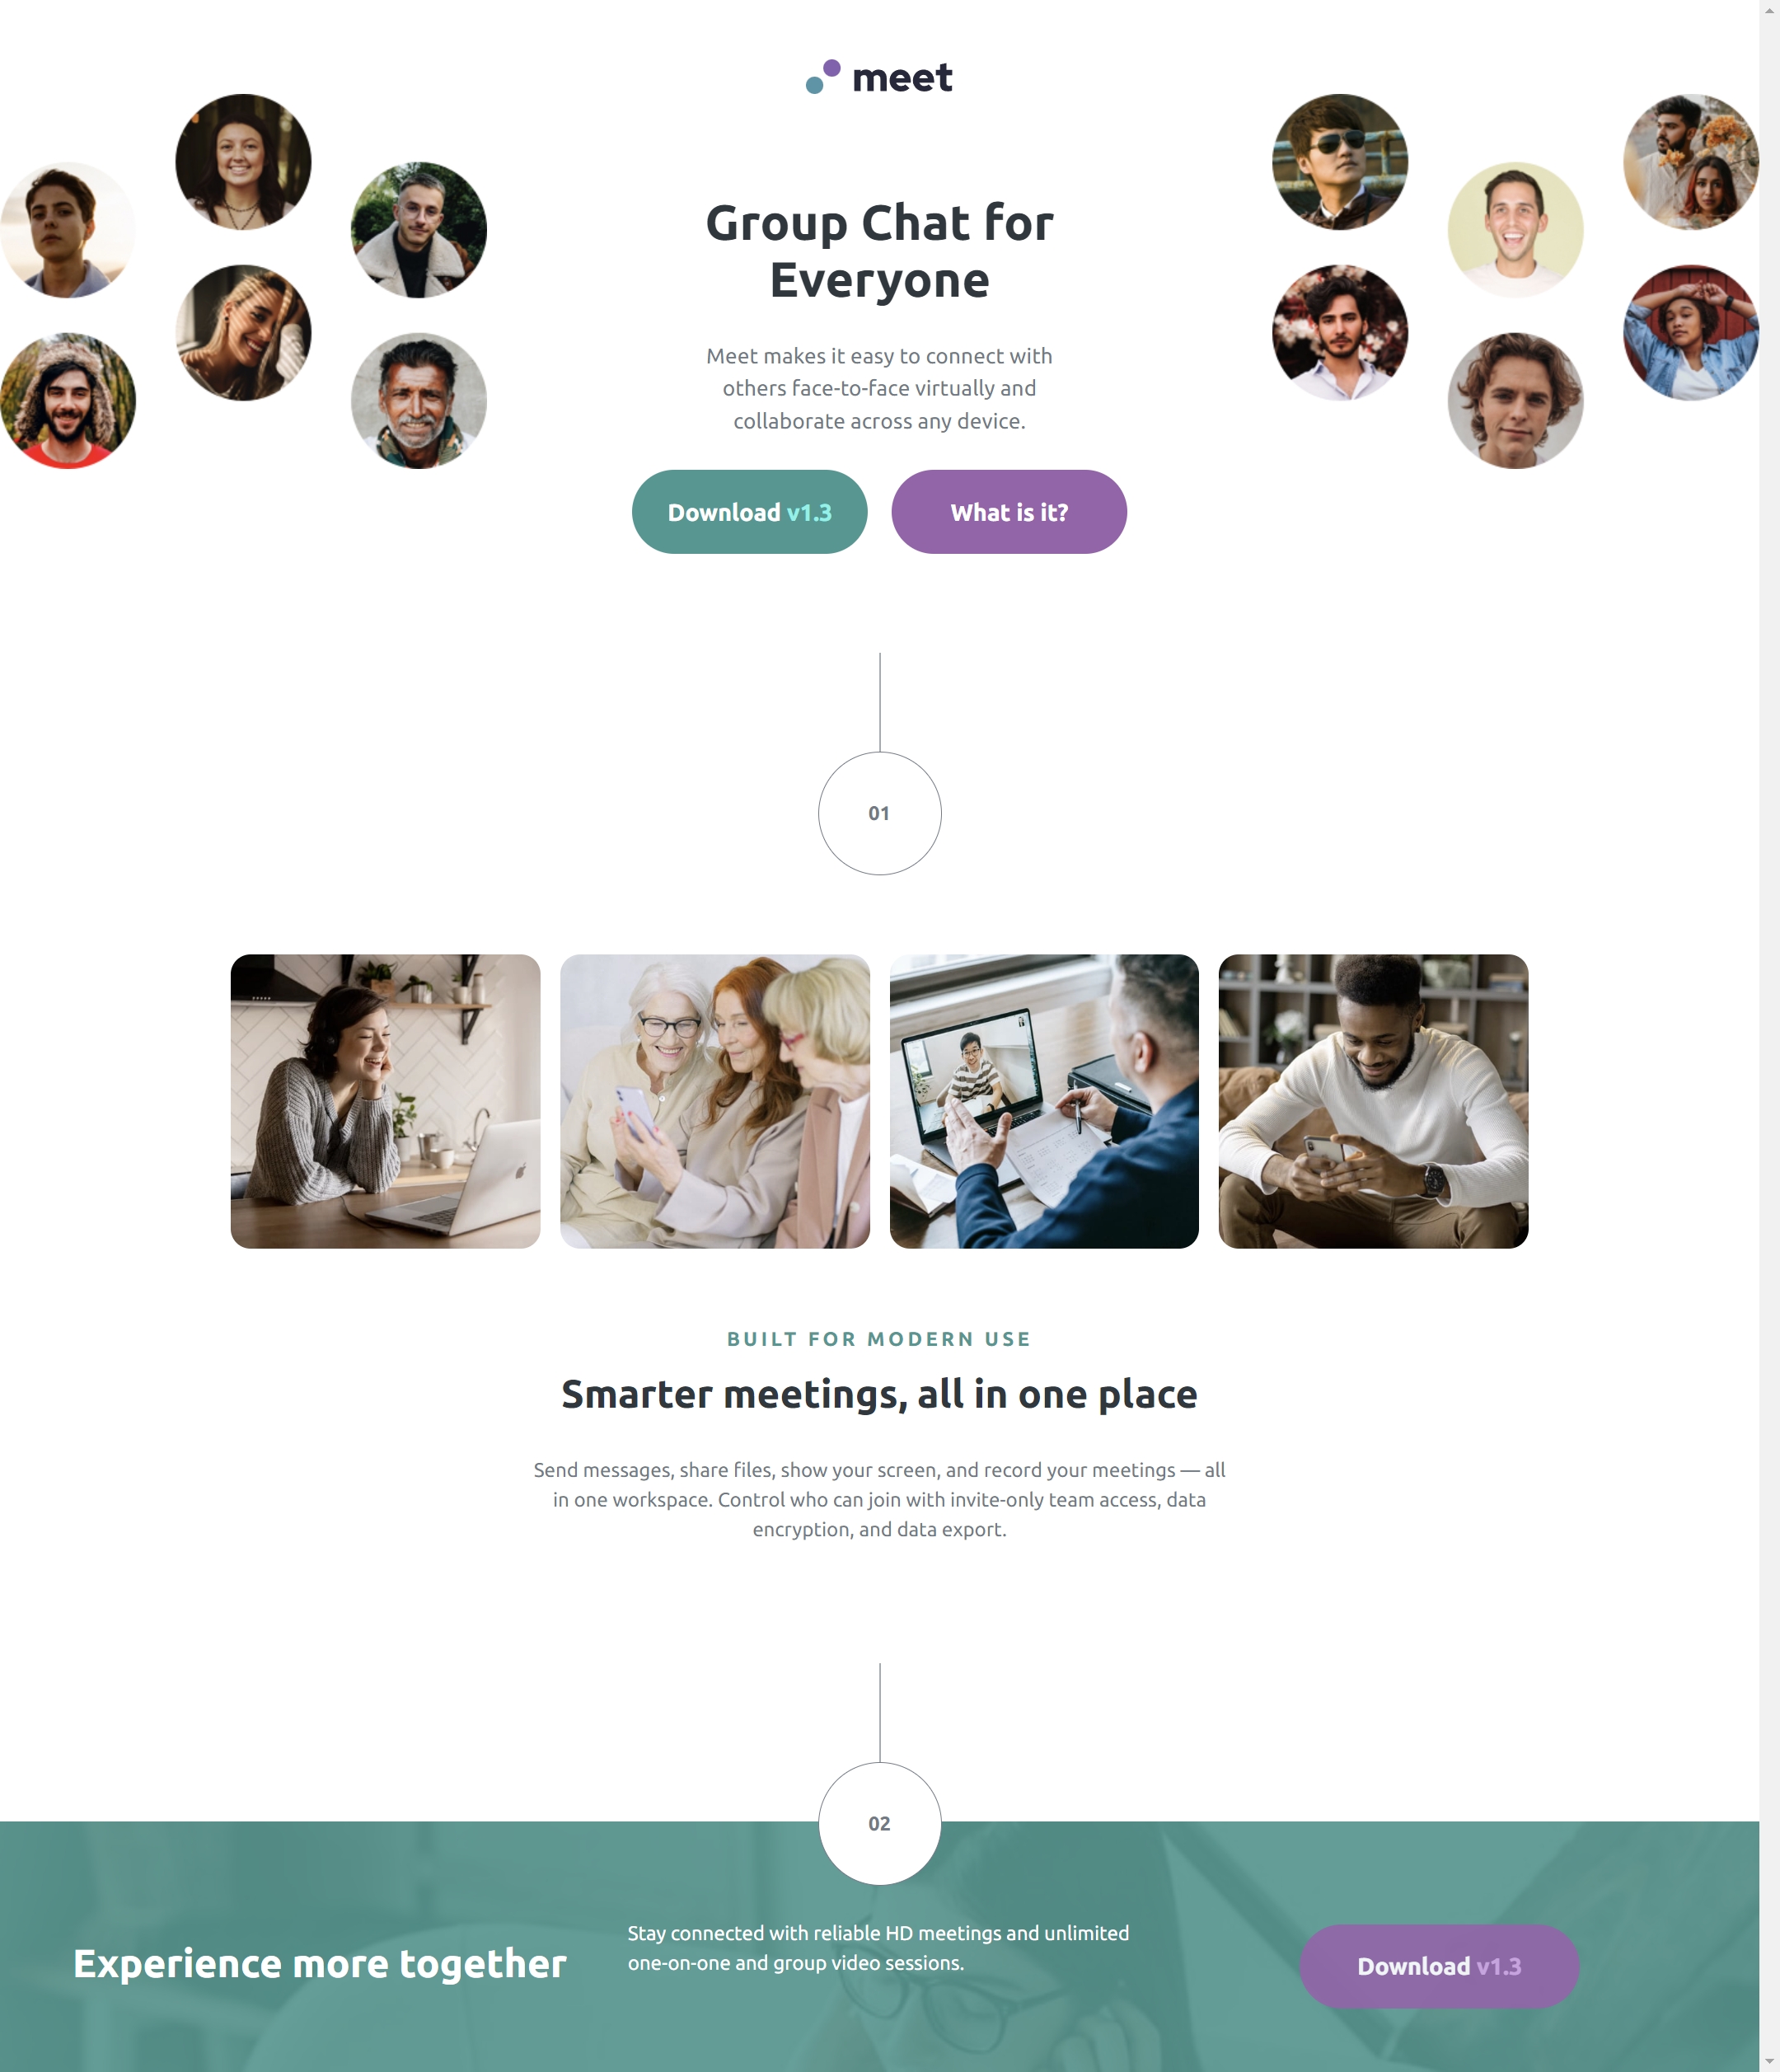 meet
Group Chat for
Everyone
Meet makes it easy to connect with
others face-to-face virtually and
collaborate across any device.
Download v1.3
What is it?
01
BUILT FOR MODERN USE
Smarter meetings, all in one place
Send messages, share files, show your screen, and record your meetings — all
in one workspace. Control who can join with invite-only team access, data
encryption, and data export.
02
Experience more together
Stay connected with reliable HD meetings and unlimited
one-on-one and group video sessions.
Download v1.3